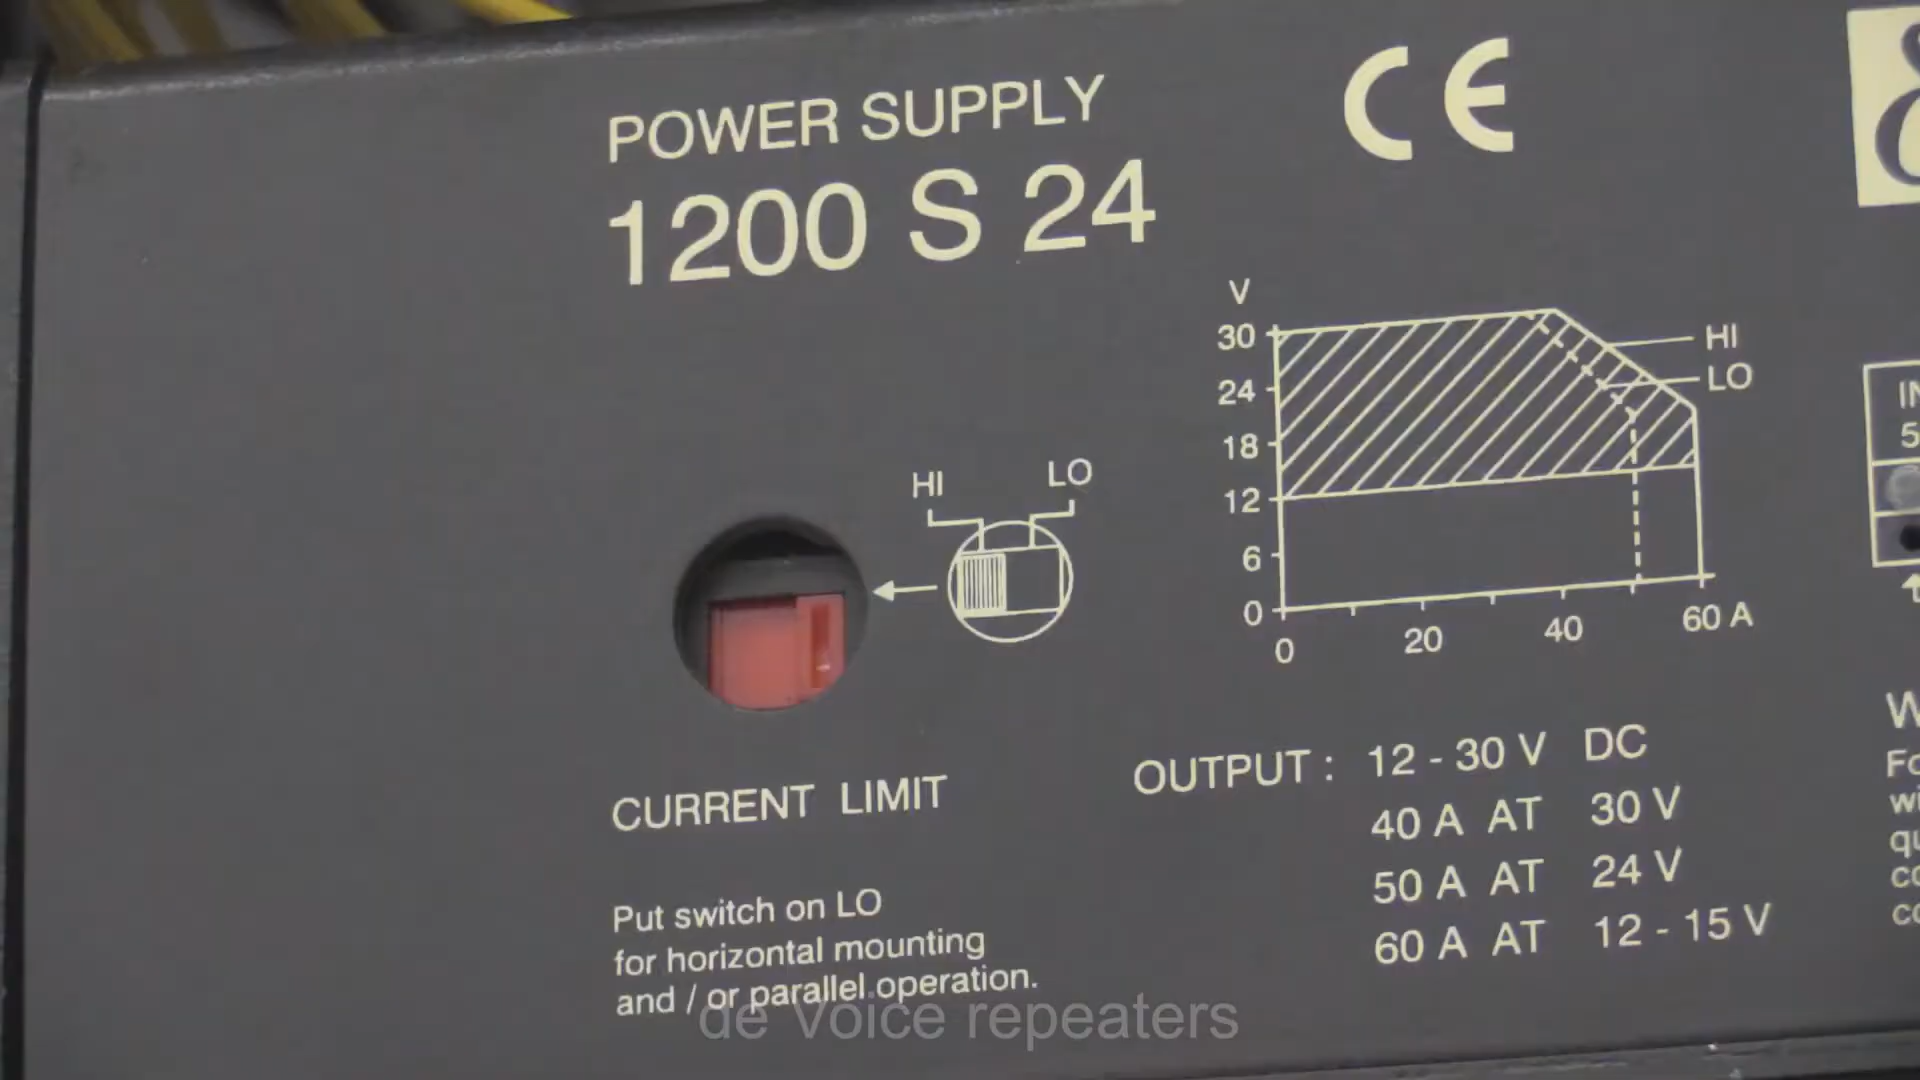 POWER SUPPLY
1200 S 24
CE
V
30
24
18
12
6
0
0
20
40
60 A
HI
LO
HI
LO
CURRENT LIMIT
Put switch on LO
for horizontal mounting
and / or parallel operation.
OUTPUT : 12 - 30 V DC
40 A AT 30 V
50 A AT 24 V
60 A AT 12 - 15 V
5
de Voice repeaters